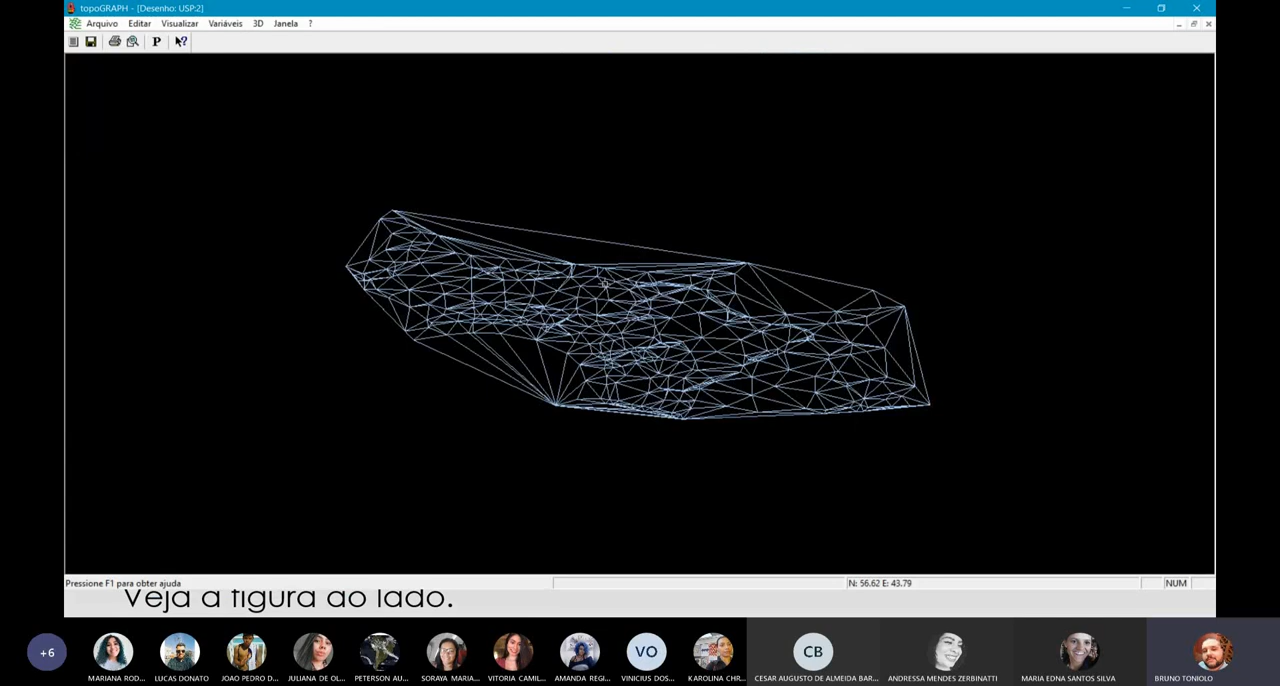 topoGRAPH - [Desenho: USP:2]
Arquivo Editar Visualizar Variáveis 3D Janela ?
P
Pressione F1 para obter ajuda
N: 56.62 E: 43.79
NUM
Veja a figura ao lado.
+6
MARIANA ROD...
LUCAS DONATO
JOAO PEDRO D...
JULIANA DE OL...
PETERSON AU...
SORAYA MARIA...
VITORIA CAMIL...
AMANDA REGI...
VO
VINICIUS DOS...
KAROLINA CHR...
CB
CESAR AUGUSTO DE ALMEIDA BAR...
ANDRESSA MENDES ZERBINATTI
MARIA EDNA SANTOS SILVA
BRUNO TONIOLO